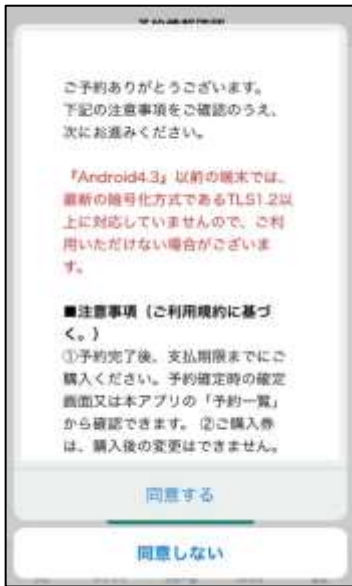 ご予約ありがとうございます。
下記の注意事項をご確認のうえ、
次にお進みください。
『Android4.3』以前の端末では、
最新の暗号化方式であるTLS1.2以
上に対応していませんので、ご利
用いただけない場合がございま
す。
■注意事項（ご利用規約に基づ
く。）
①予約完了後、支払期限までにご
購入ください。予約確定時の確定
画面又は本アプリの「予約一覧」
から確認できます。 ②ご購入券
は、購入後の変更はできません。
同意する
同意しない